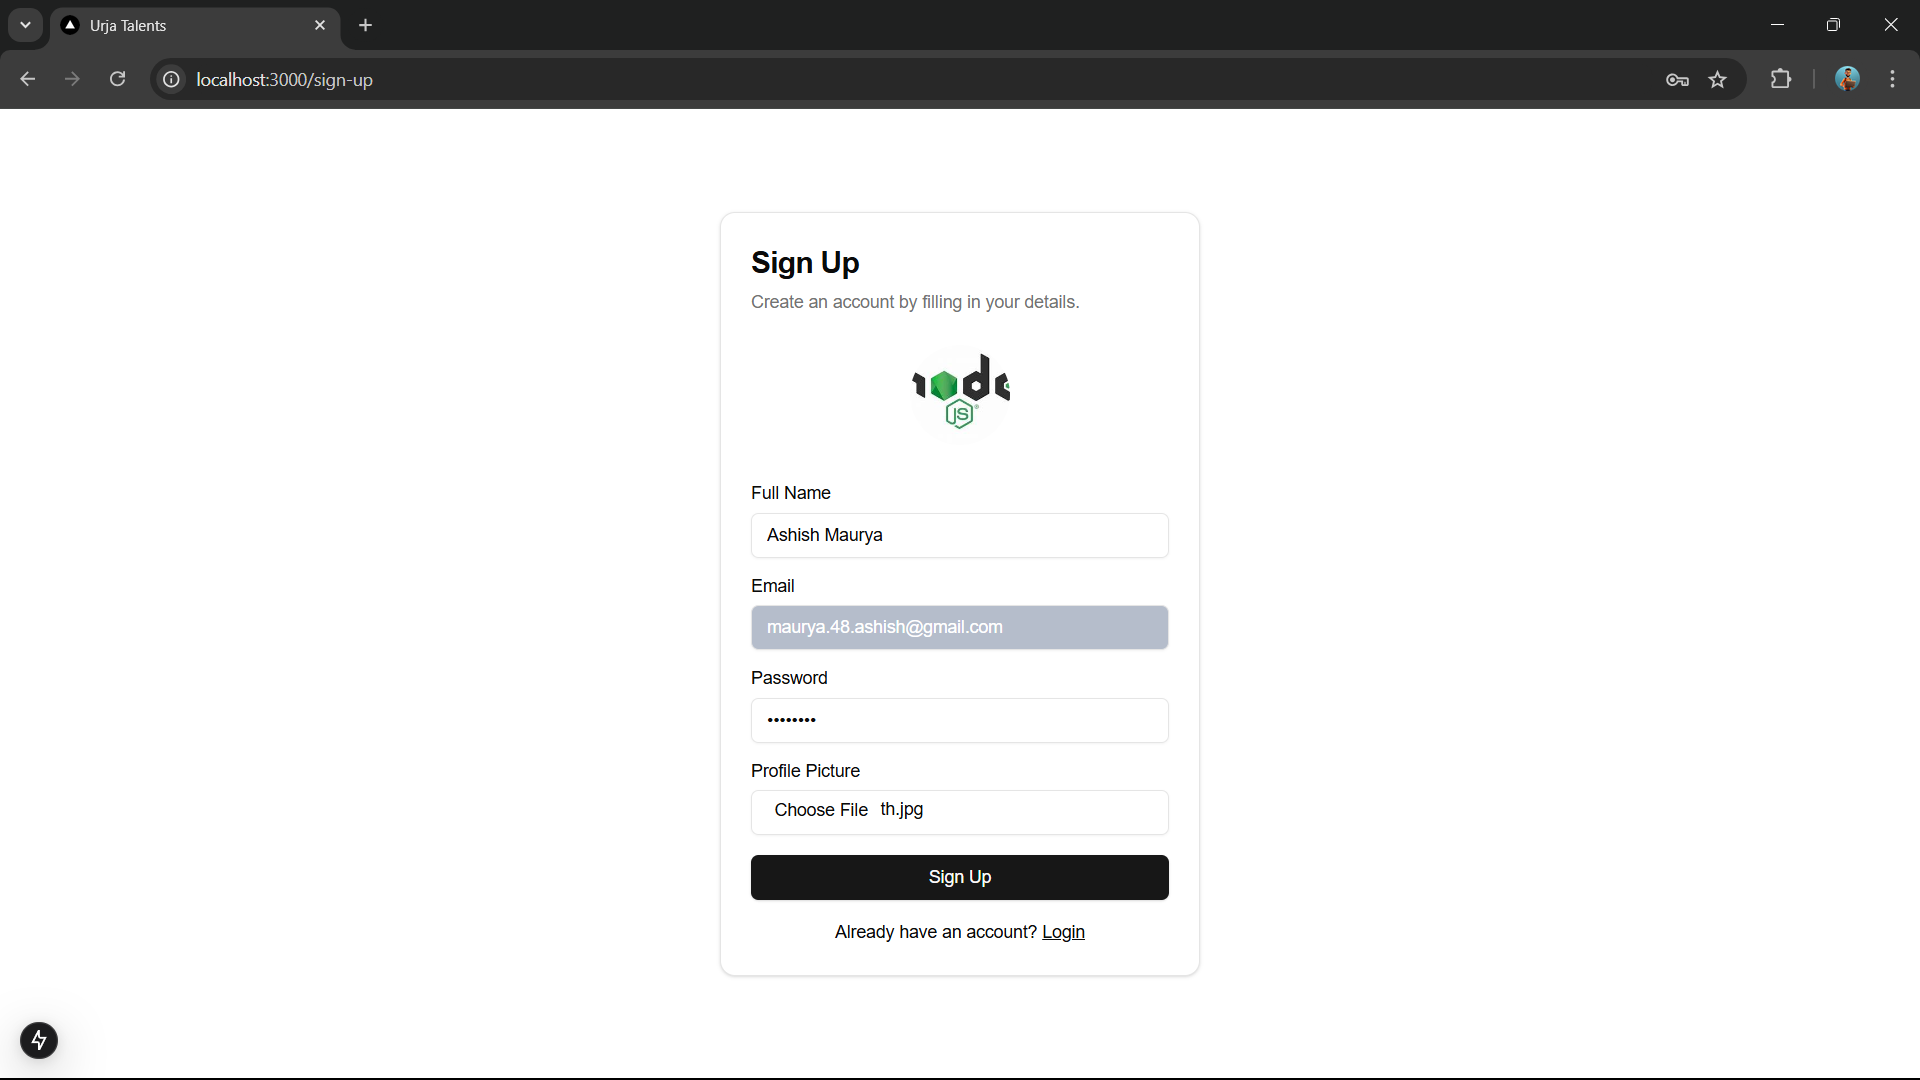 Urja Talents
localhost:3000/sign-up
Sign Up
Create an account by filling in your details.
node
JS
Full Name
Ashish Maurya
Email
maurya.48.ashish@gmail.com
Password
••••••••
Profile Picture
Choose File th.jpg
Sign Up
Already have an account? Login